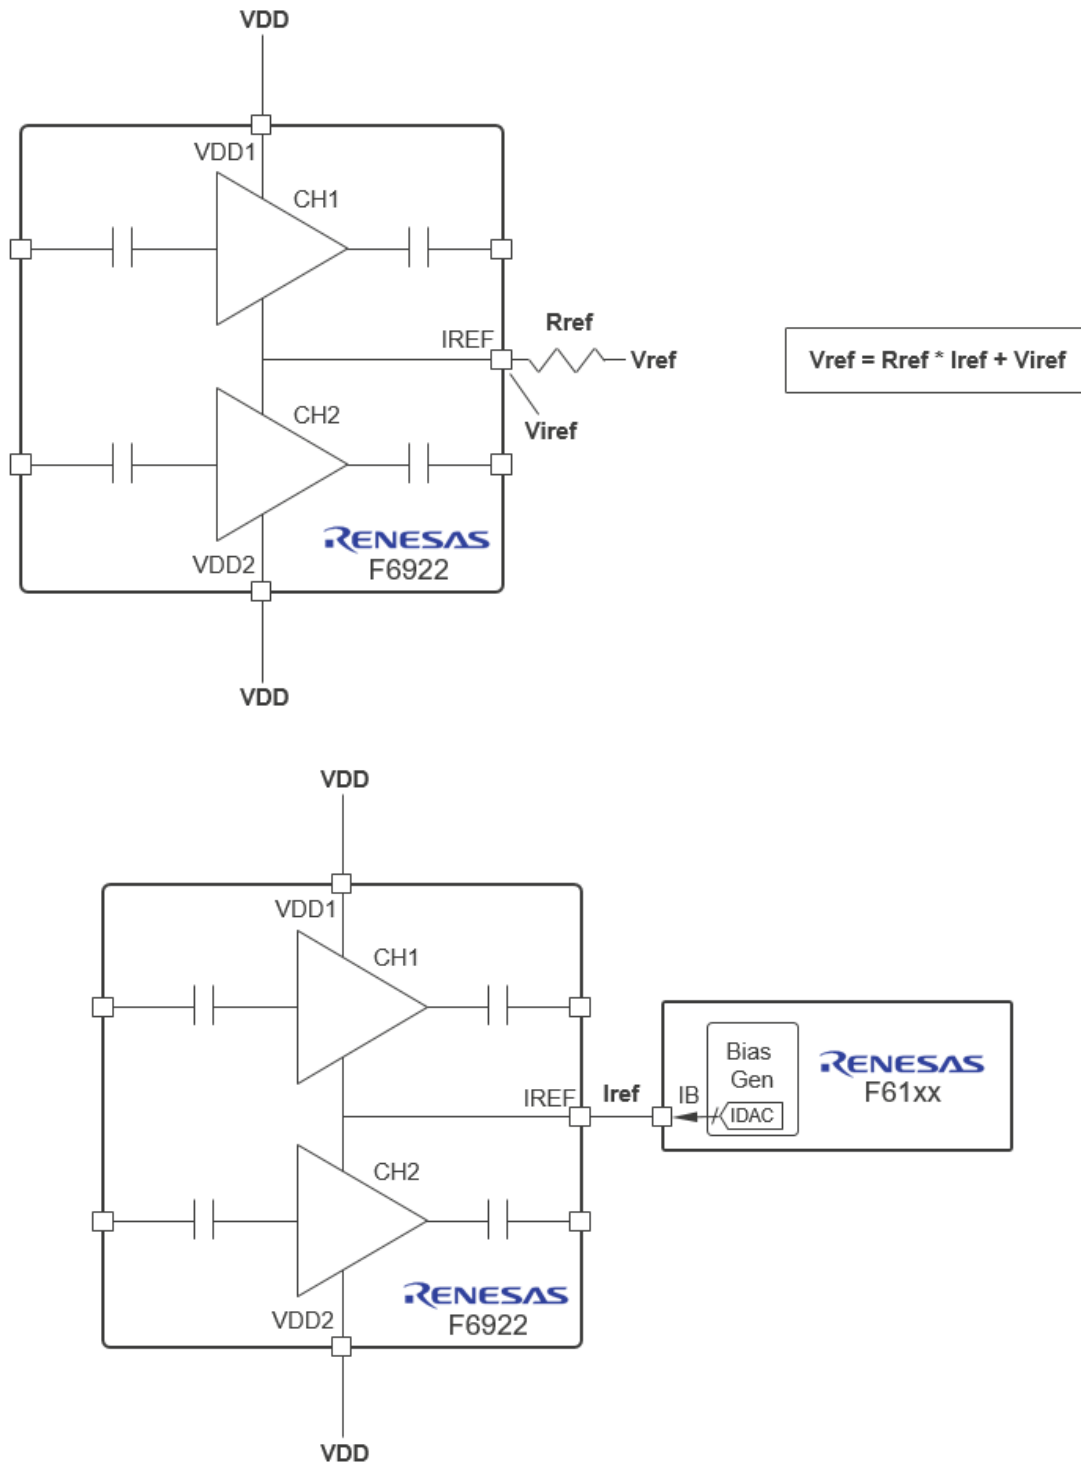 VDD
VDD1
CH1
IREF
Rref
Vref
Viref
Vref = Rref * Iref + Viref
CH2
RENESAS
F6922
VDD2
VDD
VDD
VDD1
CH1
IREF
Iref
IB
Bias
Gen
IDAC
RENESAS
F61xx
CH2
RENESAS
F6922
VDD2
VDD